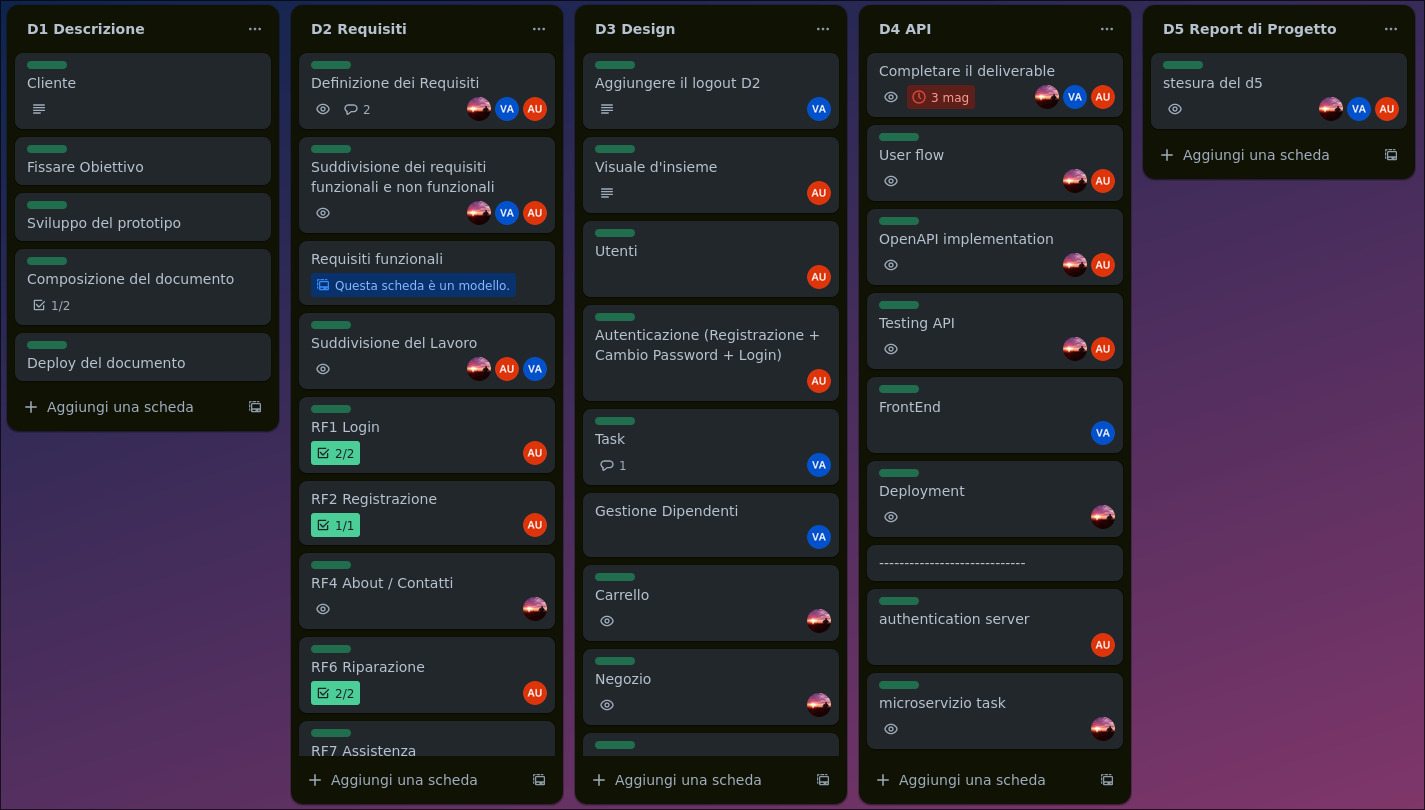 D1 Descrizione
Cliente
Fissare Obiettivo
Sviluppo del prototipo
Composizione del documento
1/2
Deploy del documento
Aggiungi una scheda
D2 Requisiti
Definizione dei Requisiti
2
VA
AU
Suddivisione dei requisiti
funzionali e non funzionali
VA
AU
Requisiti funzionali
Questa scheda è un modello.
Suddivisione del Lavoro
AU
VA
RF1 Login
2/2
AU
RF2 Registrazione
1/1
AU
RF4 About / Contatti
RF6 Riparazione
2/2
AU
RF7 Assistenza
Aggiungi una scheda
D3 Design
Aggiungere il logout D2
VA
Visuale d'insieme
AU
Utenti
AU
Autenticazione (Registrazione +
Cambio Password + Login)
AU
Task
1
VA
Gestione Dipendenti
VA
Carrello
Negozio
Aggiungi una scheda
D4 API
Completare il deliverable
3 mag
VA
AU
User flow
AU
OpenAPI implementation
AU
Testing API
AU
FrontEnd
VA
Deployment
-----------------------------
authentication server
AU
microservizio task
Aggiungi una scheda
D5 Report di Progetto
stesura del d5
VA
AU
Aggiungi una scheda